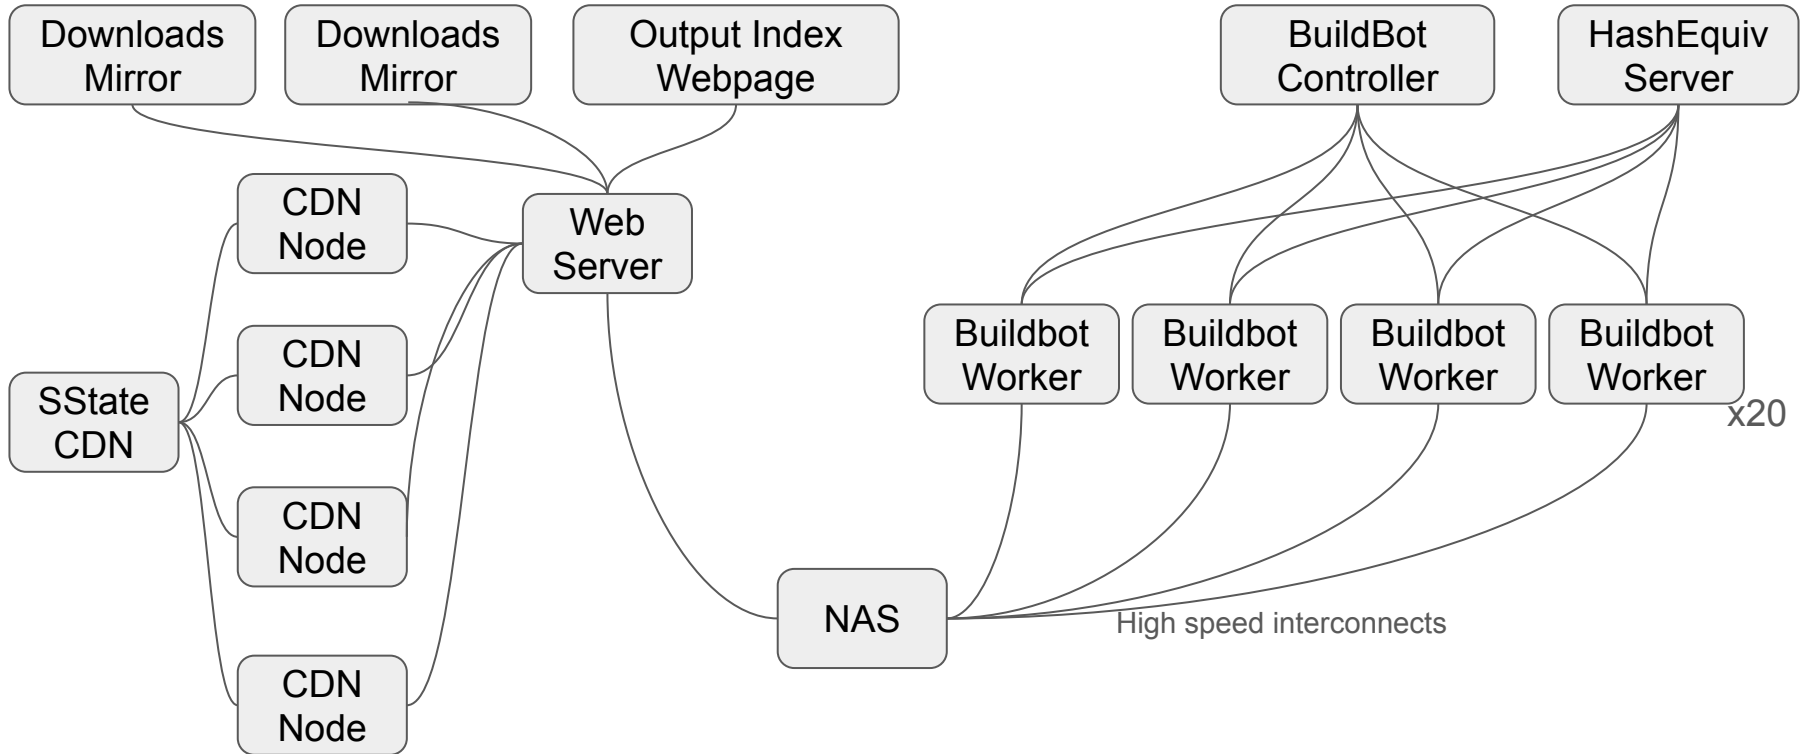 Downloads
Mirror
Downloads
Mirror
Output Index
Webpage
BuildBot
Controller
HashEquiv
Server
CDN
Node
Web
Server
CDN
Node
SState
CDN
CDN
Node
CDN
Node
Buildbot
Worker
Buildbot
Worker
Buildbot
Worker
Buildbot
Worker
x20
NAS
High speed interconnects